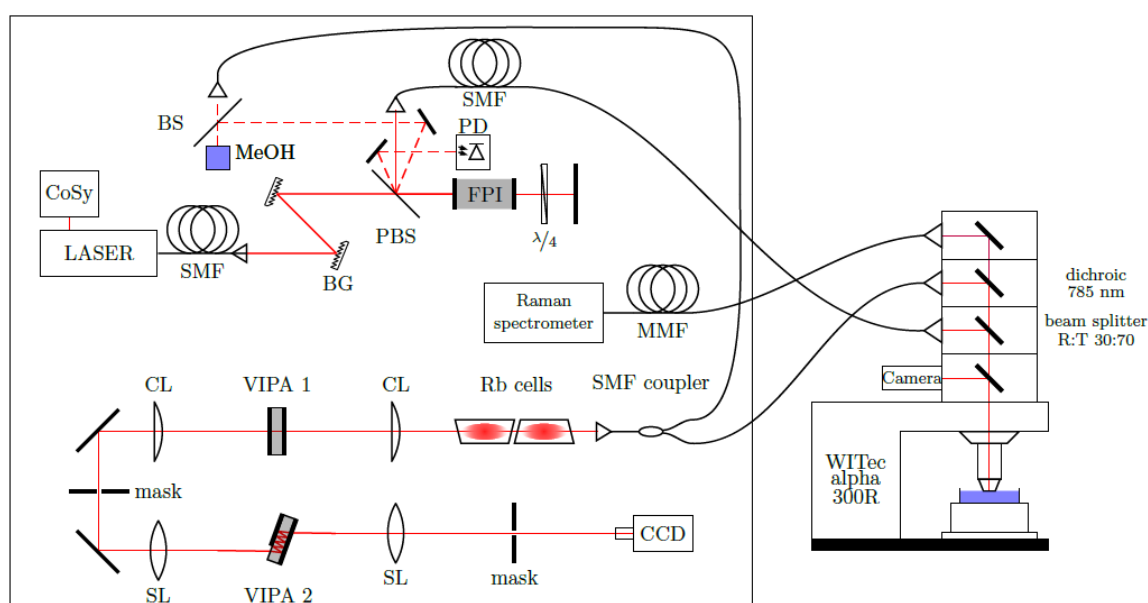 SMF
BS
PD
MeOH
CoSy
FPI
LASER
SMF
PBS
λ/4
BG
Raman
spectrometer
MMF
dichroic
785 nm
beam splitter
R:T 30:70
Camera
CL
VIPA 1
CL
Rb cells
SMF coupler
WITec
alpha
300R
mask
CCD
SL
VIPA 2
SL
mask